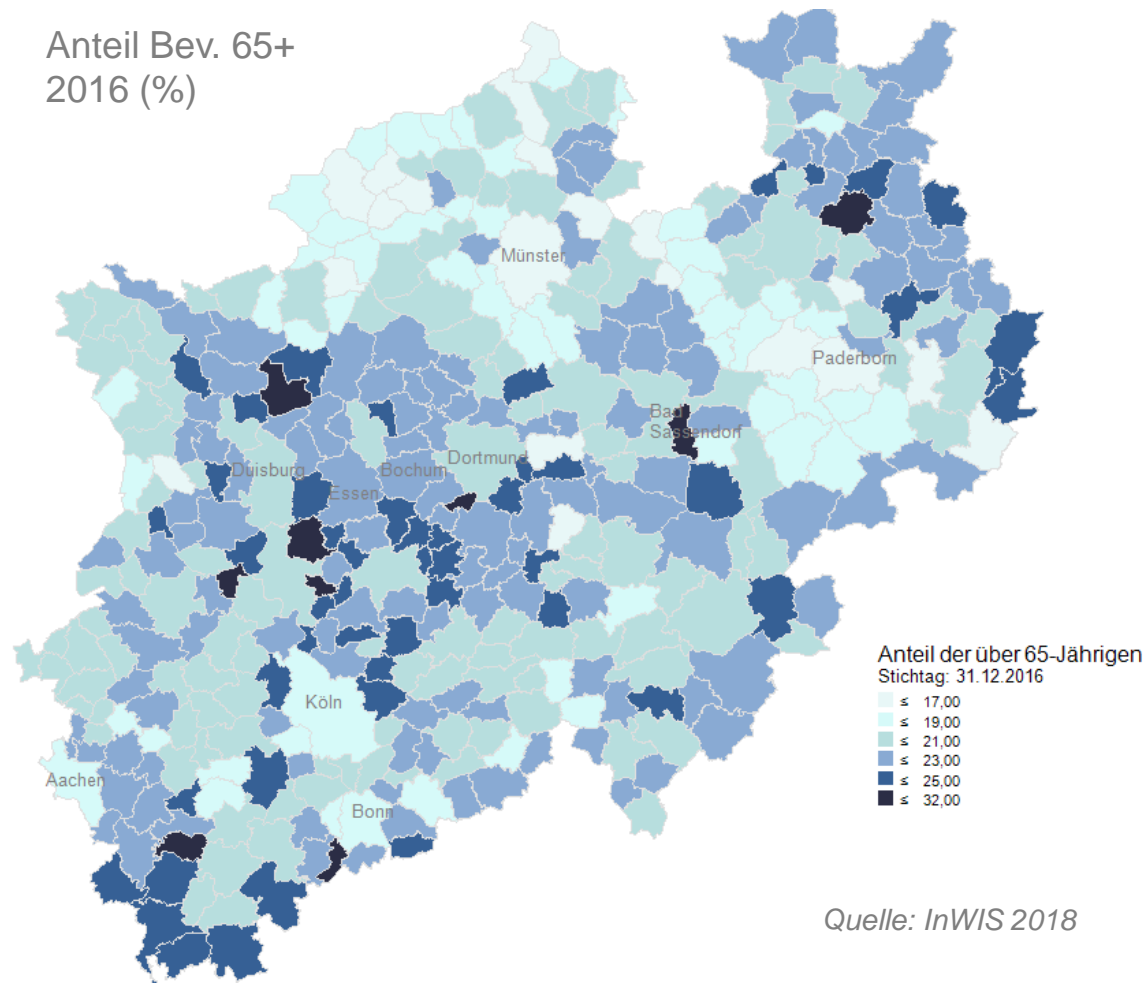 Anteil Bev. 65+
2016 (%)
Münster
Paderborn
Bad
Sassendorf
Dortmund
Bochum
Duisburg
Essen
Köln
Aachen
Bonn
Anteil der über 65-Jährigen
Stichtag: 31.12.2016
≤ 17,00
≤ 19,00
≤ 21,00
≤ 23,00
≤ 25,00
≤ 32,00
Quelle: InWIS 2018